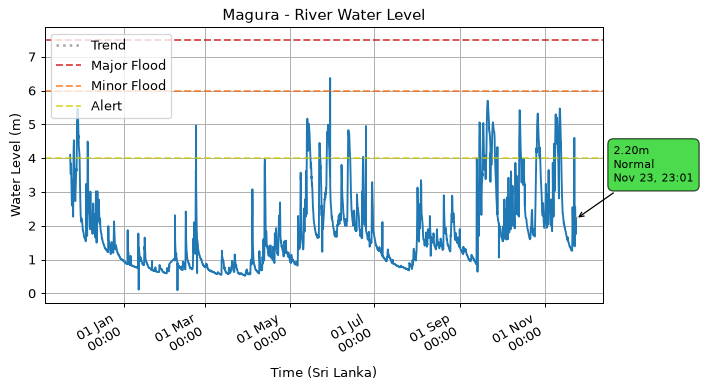 Magura - River Water Level
Trend
Major Flood
Minor Flood
Alert
7
6
5
4
3
2
1
0
Water Level (m)
2.20m
Normal
Nov 23, 23:01
01 Jan
00:00
01 Mar
00:00
01 May
00:00
01 Jul
00:00
01 Sep
00:00
01 Nov
00:00
Time (Sri Lanka)